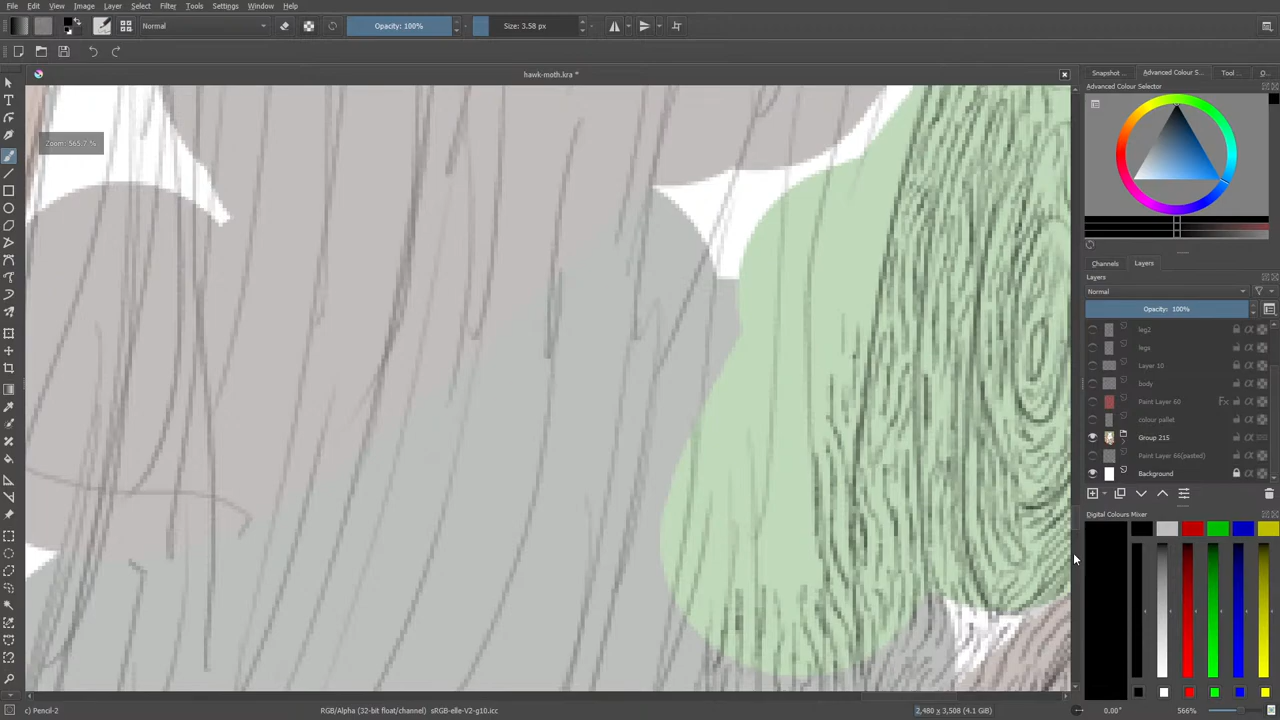 File Edit View Image Layer Select Filter Tools Settings Window Help
Normal Opacity: 100% Size: 3.58 px
hawk-moth.kra *
Snapshot ... Advanced Colour S... Tool ... O...
Advanced Colour Selector
Zoom: 565.7 %
Channels Layers
Layers
Normal
Opacity: 100%
leg2
legs
Layer 10
body
Paint Layer 60 Fx
colour pallet
Group 215
Paint Layer 66(pasted)
Background
Digital Colours Mixer
c) Pencil-2 RGB/Alpha (32-bit float/channel) sRGB-elle-V2-g10.icc 2,480 x 3,508 (4.1 GiB) 0.00° 566%